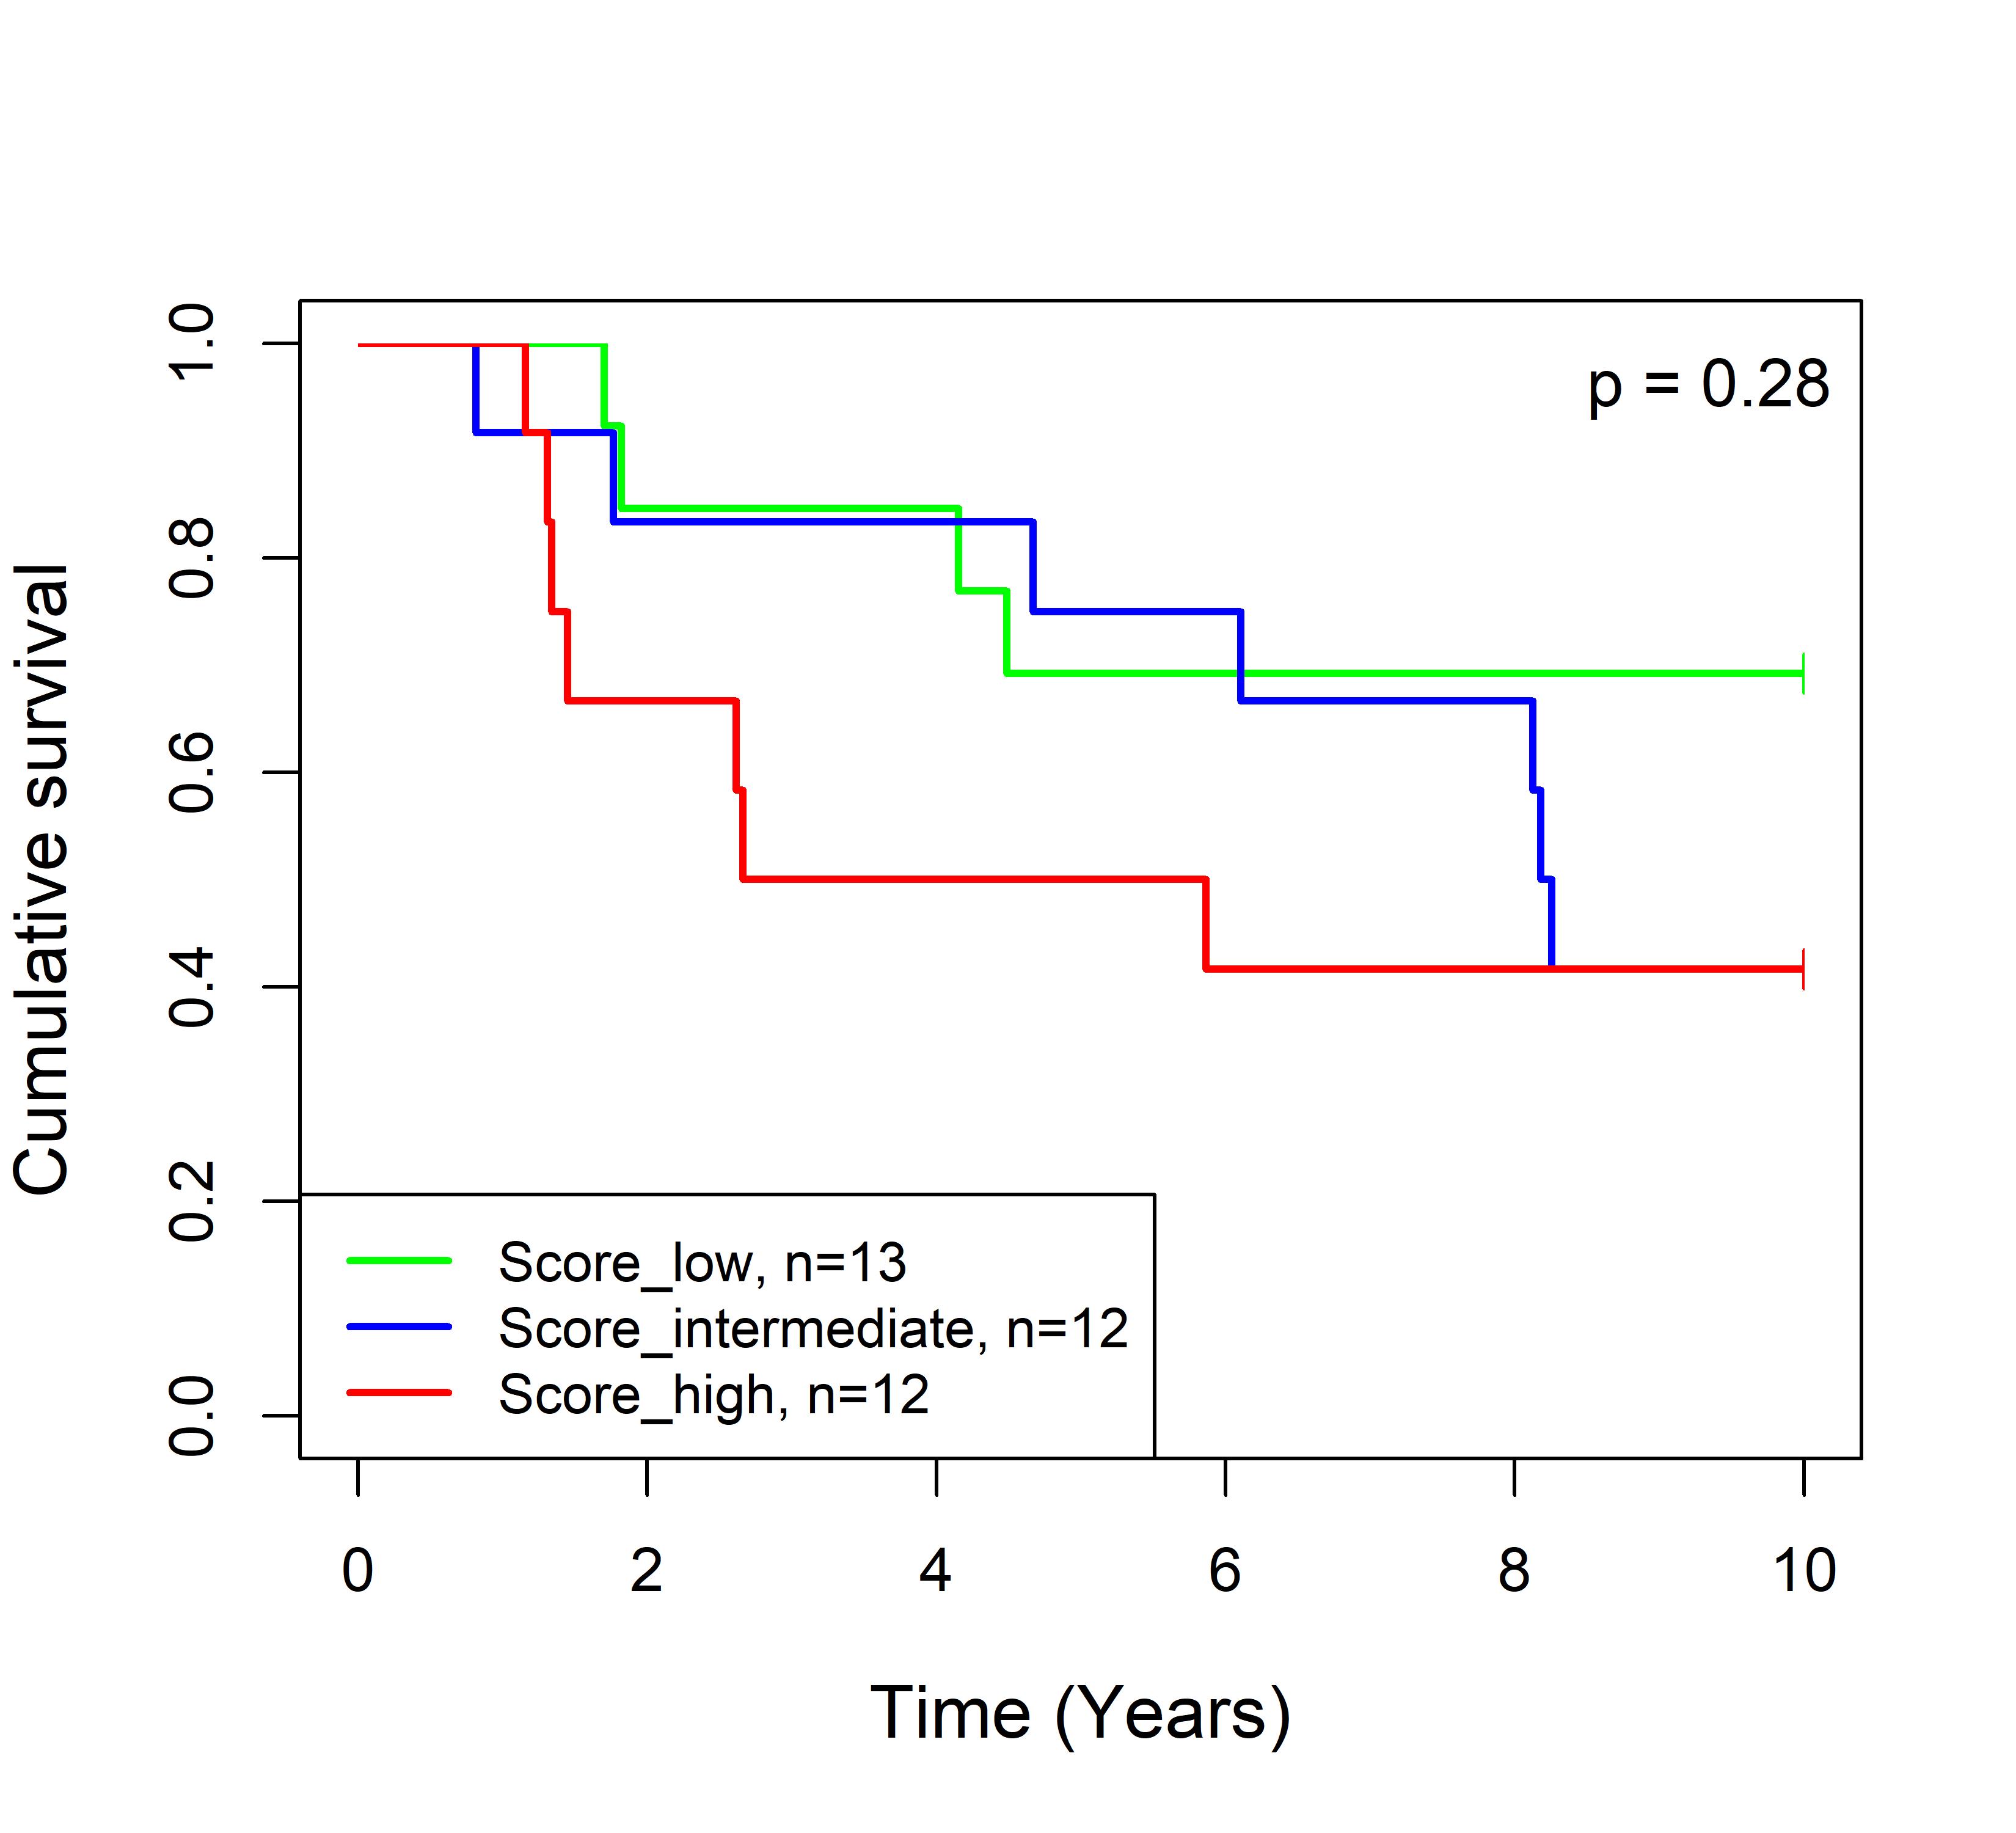 p = 0.28
Cumulative survival
1.0
0.8
0.6
0.4
0.2
0.0
Score_low, n=13
Score_intermediate, n=12
Score_high, n=12
0 2 4 6 8 10
Time (Years)